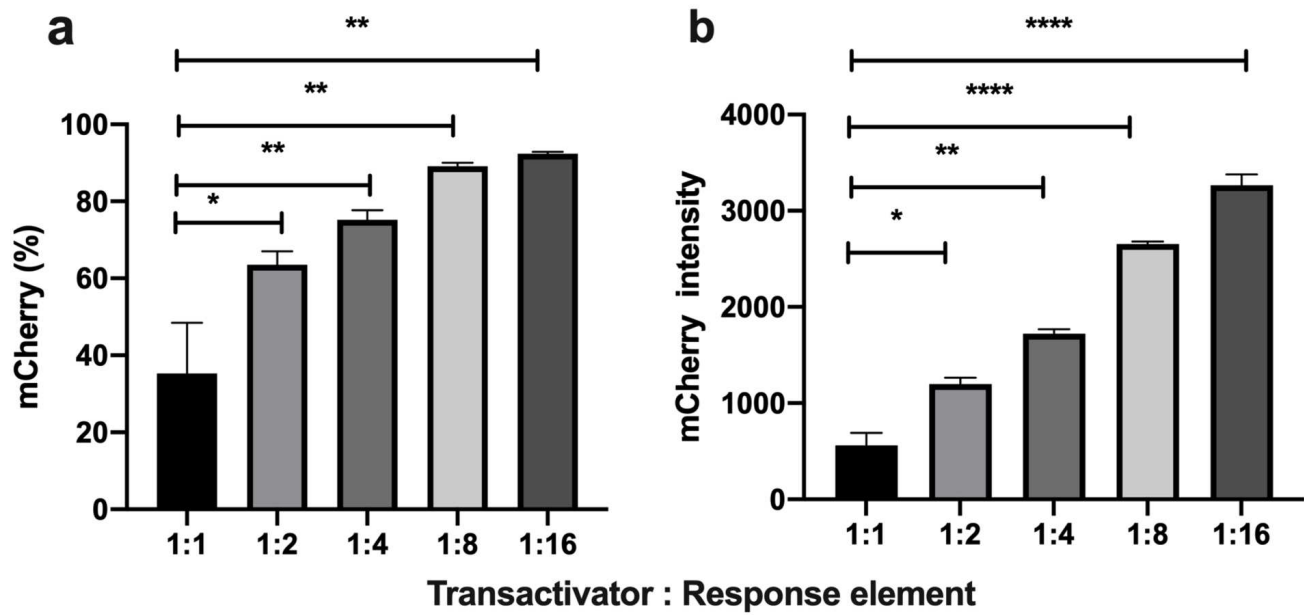 a
**
**
**
*
100
80
60
40
20
0
mCherry (%)
1:1 1:2 1:4 1:8 1:16
b
****
****
**
*
4000
3000
2000
1000
0
mCherry intensity
1:1 1:2 1:4 1:8 1:16
Transactivator : Response element